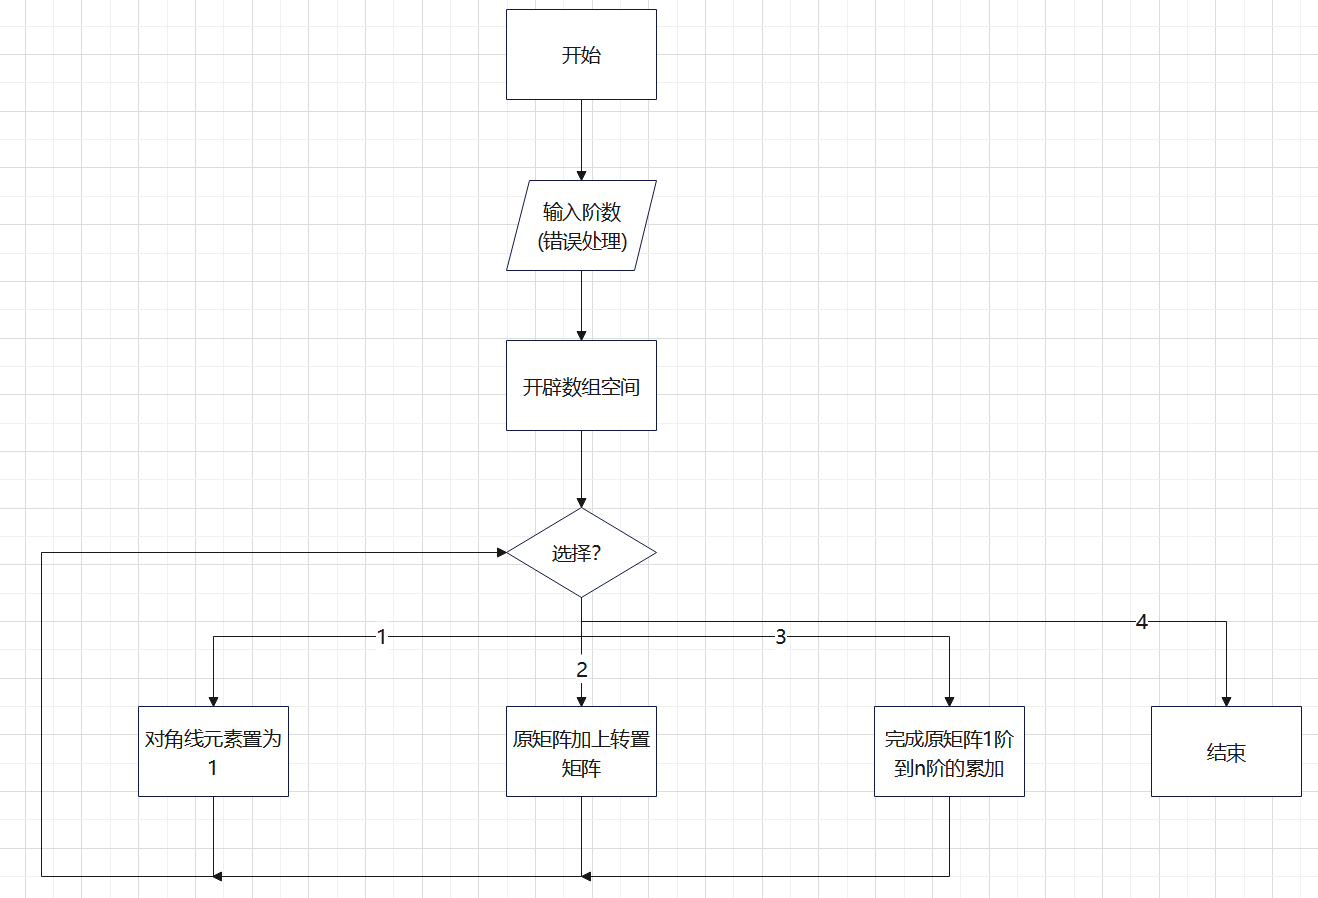 开始
输入阶数
(错误处理)
开辟数组空间
选择？
4
1
3
2
对角线元素置为
1
原矩阵加上转置
矩阵
完成原矩阵1阶
到n阶的累加
结束